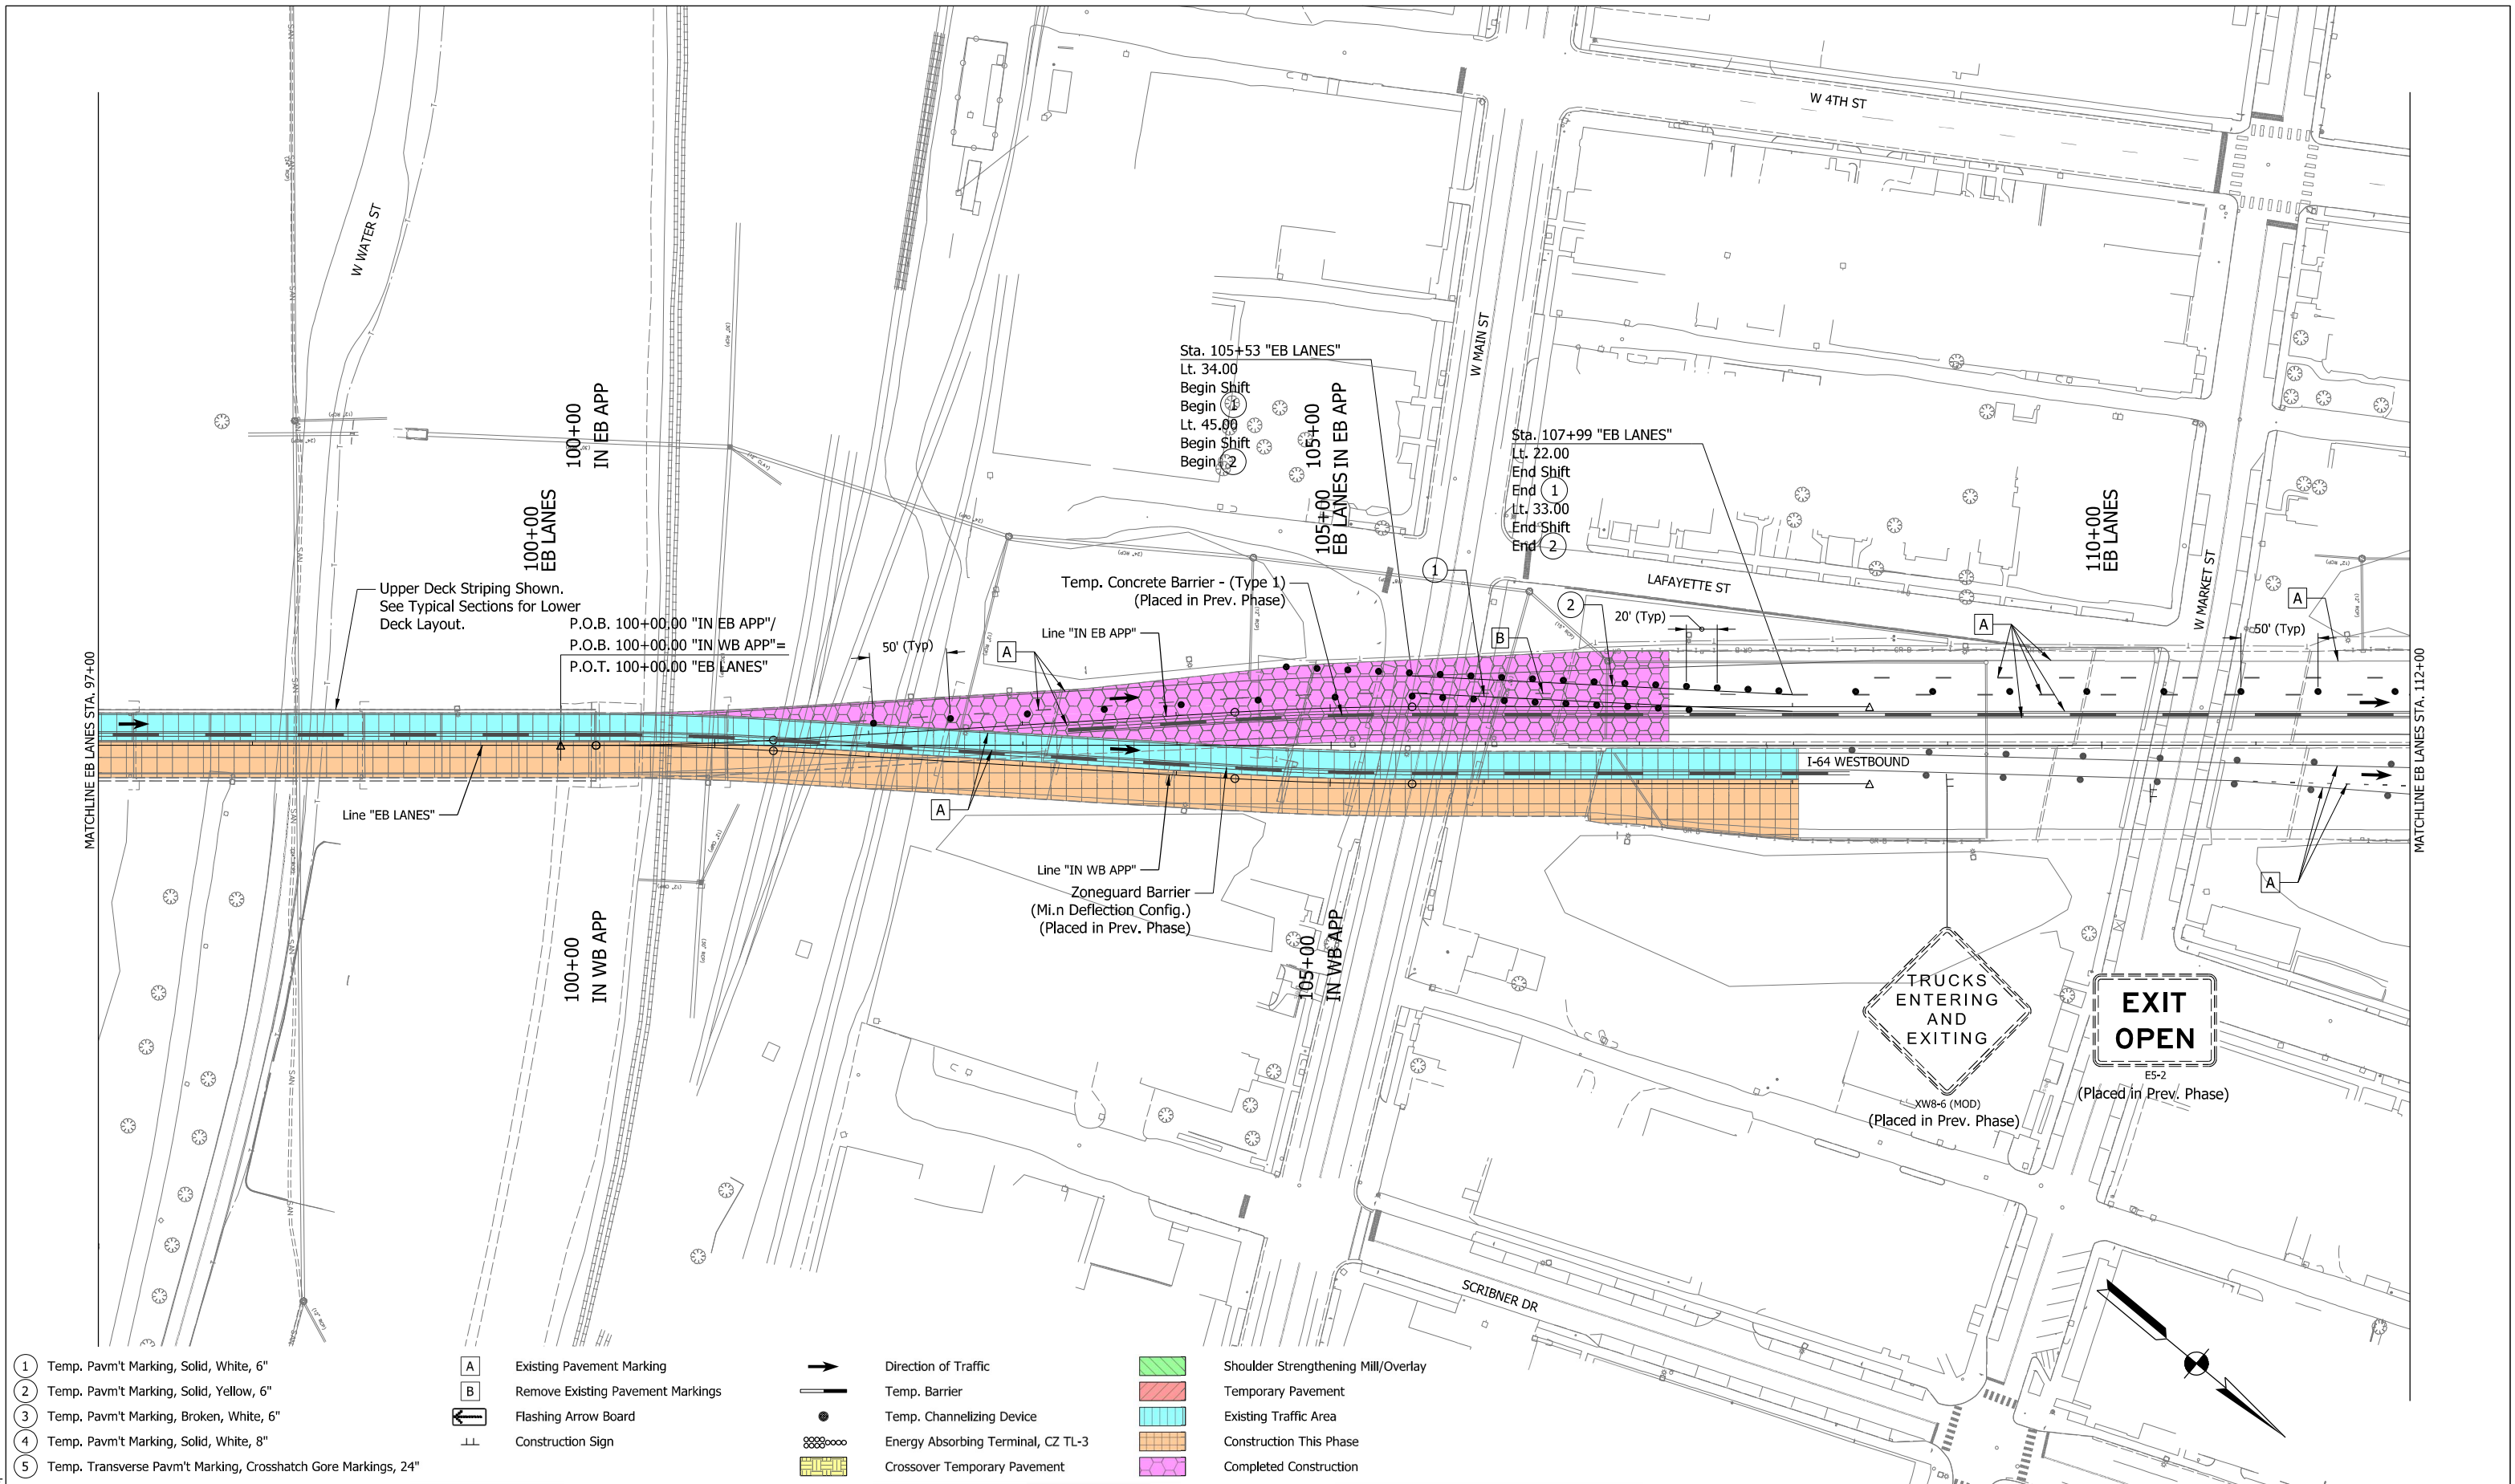 W 4TH ST
W WATER ST
W MAIN ST
Sta. 105+53 "EB LANES"
Lt. 34.00
Begin Shift
Begin 1
Lt. 45.00
Begin Shift
Begin 2
100+00
IN EB APP
105+00
IN EB APP
100+00
EB LANES
105+00
EB LANES
Sta. 107+99 "EB LANES"
Lt. 22.00
End Shift
End 1
Lt. 33.00
End Shift
End 2
110+00
EB LANES
W MARKET ST
LAFAYETTE ST
Upper Deck Striping Shown.
See Typical Sections for Lower
Deck Layout.
P.O.B. 100+00.00 "IN EB APP"/
P.O.B. 100+00.00 "IN WB APP"=
P.O.T. 100+00.00 "EB LANES"
Temp. Concrete Barrier - (Type 1)
(Placed in Prev. Phase)
1
2
20' (Typ)
Line "IN EB APP"
50' (Typ)
A
B
A
A
50' (Typ)
MATCHLINE EB LANES STA. 97+00
MATCHLINE EB LANES STA. 112+00
I-64 WESTBOUND
Line "EB LANES"
A
Line "IN WB APP"
Zoneguard Barrier
(Mi.n Deflection Config.)
(Placed in Prev. Phase)
A
100+00
IN WB APP
105+00
IN WB APP
TRUCKS
ENTERING
AND
EXITING
XW8-6 (MOD)
(Placed in Prev. Phase)
EXIT
OPEN
E5-2
(Placed in Prev. Phase)
SCRIBNER DR
1 Temp. Pavm't Marking, Solid, White, 6"
2 Temp. Pavm't Marking, Solid, Yellow, 6"
3 Temp. Pavm't Marking, Broken, White, 6"
4 Temp. Pavm't Marking, Solid, White, 8"
5 Temp. Transverse Pavm't Marking, Crosshatch Gore Markings, 24"
A Existing Pavement Marking
B Remove Existing Pavement Markings
Flashing Arrow Board
Construction Sign
Direction of Traffic
Temp. Barrier
Temp. Channelizing Device
Energy Absorbing Terminal, CZ TL-3
Crossover Temporary Pavement
Shoulder Strengthening Mill/Overlay
Temporary Pavement
Existing Traffic Area
Construction This Phase
Completed Construction